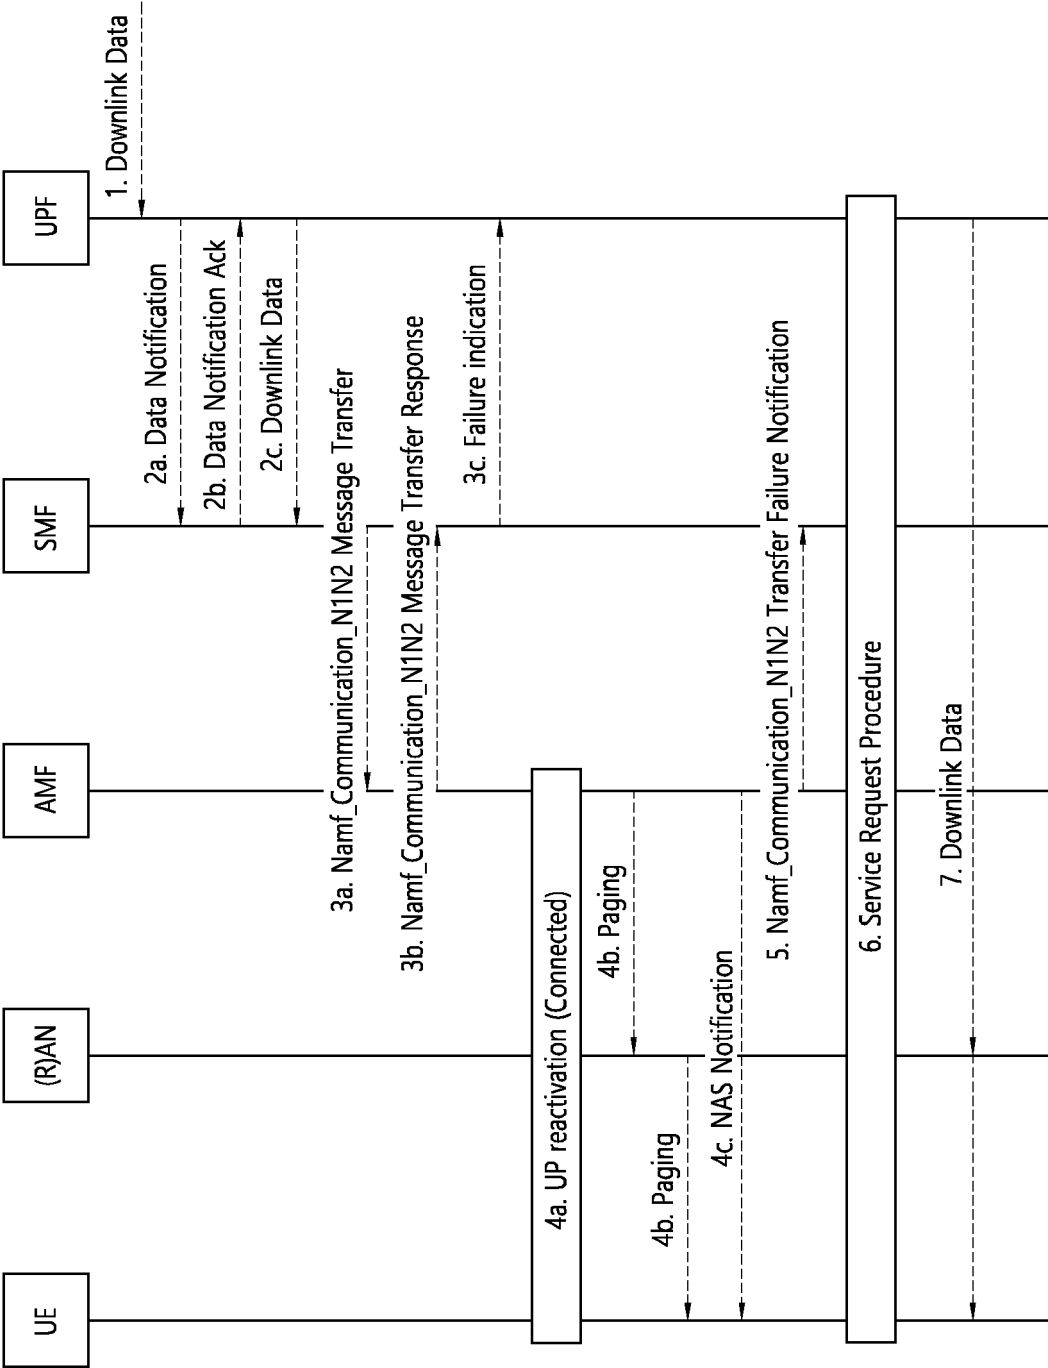 UE
(R)AN
AMF
SMF
UPF
1. Downlink Data
2a. Data Notification
2b. Data Notification Ack
2c. Downlink Data
3a. Namf_Communication_N1N2 Message Transfer
3b. Namf_Communication_N1N2 Message Transfer Response
3c. Failure indication
4a. UP reactivation (Connected)
4b. Paging
4b. Paging
4c. NAS Notification
5. Namf_Communication_N1N2 Transfer Failure Notification
6. Service Request Procedure
7. Downlink Data